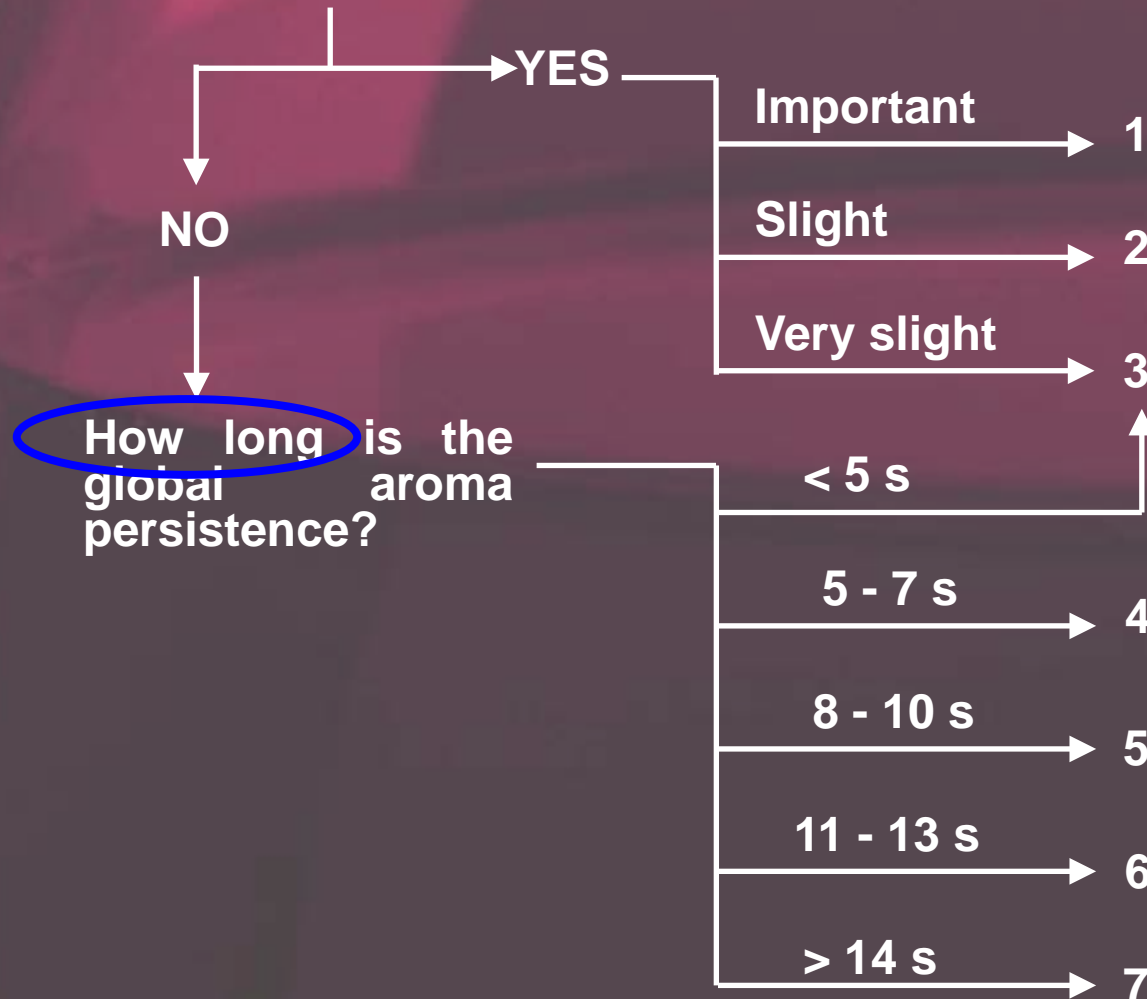 YES
Important
1
NO
Slight
2
Very slight
3
How long is the
global aroma
persistence?
< 5 s
5 - 7 s
4
8 - 10 s
5
11 - 13 s
6
> 14 s
7